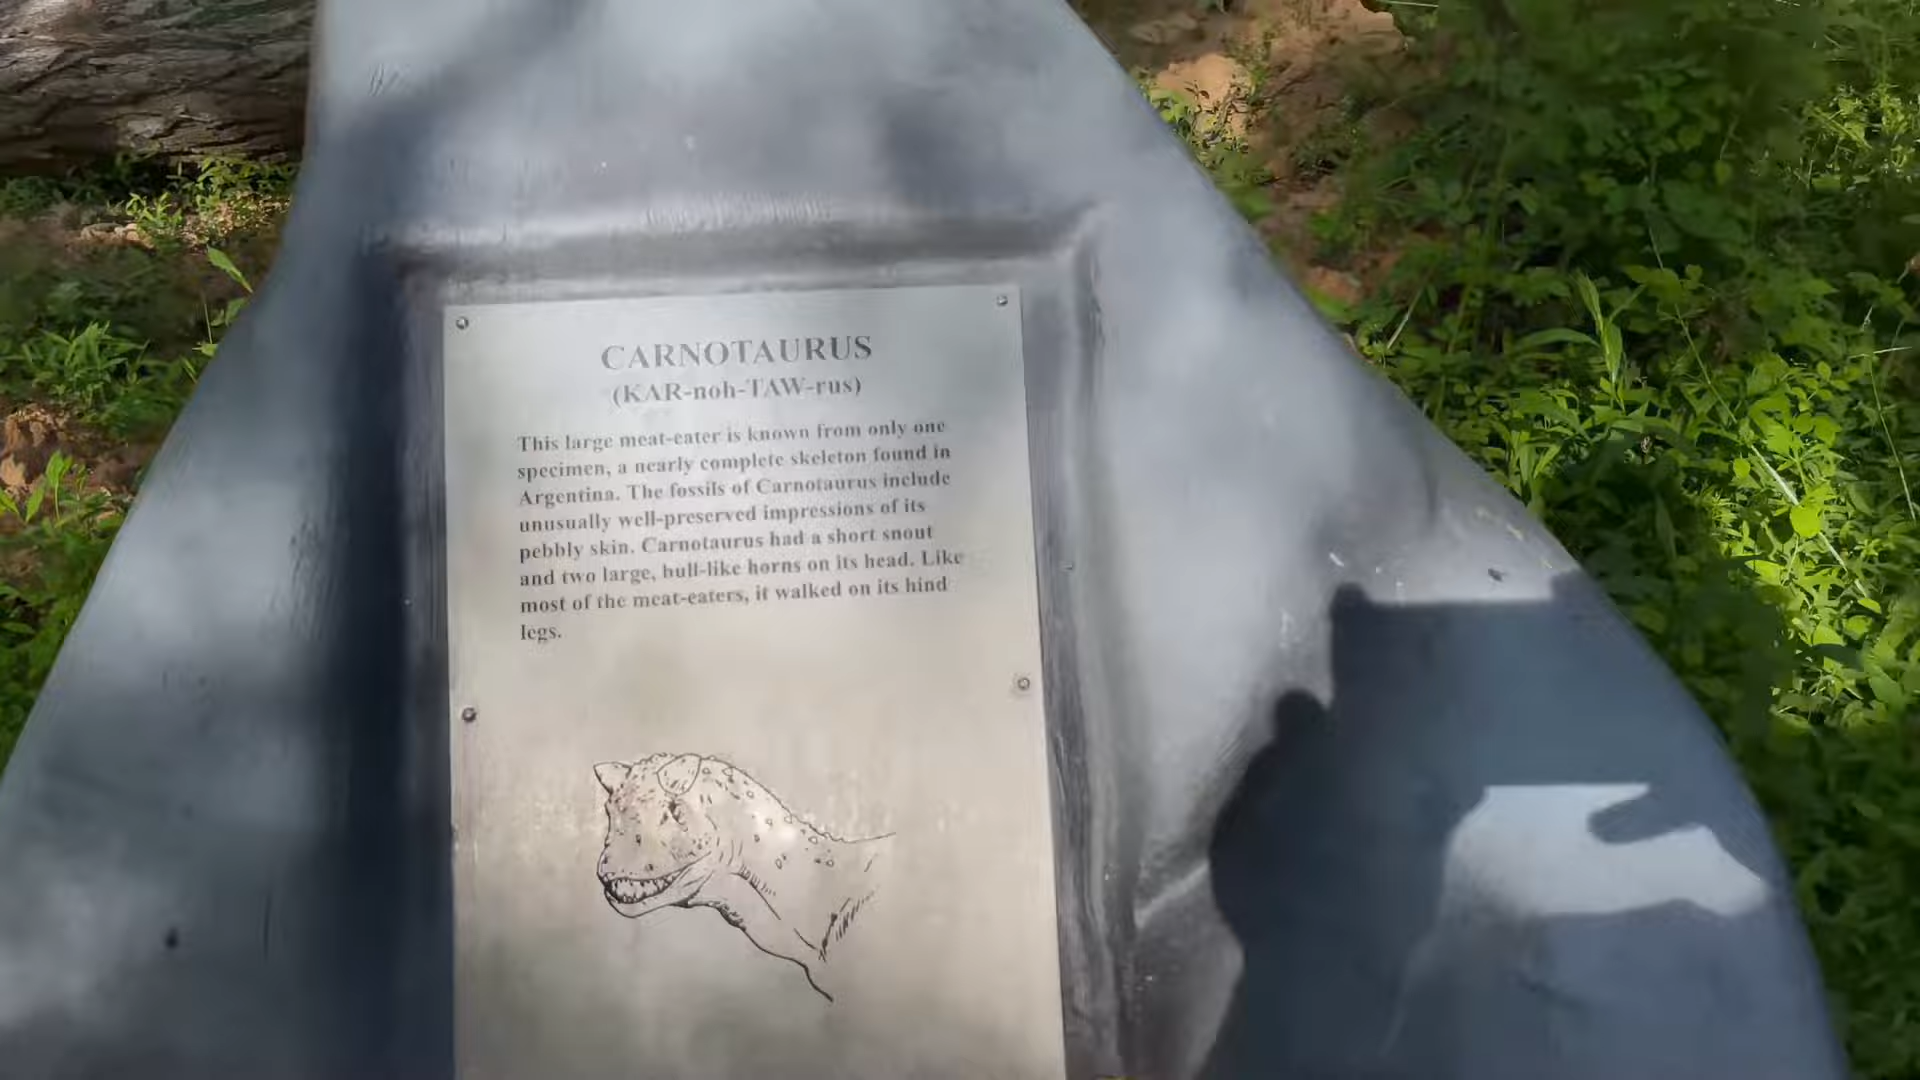 CARNOTAURUS
(KAR-noh-TAW-rus)
This large meat-eater is known from only one
specimen, a nearly complete skeleton found in
Argentina. The fossils of Carnotaurus include
unusually well-preserved impressions of its
pebbly skin. Carnotaurus had a short snout
and two large, bull-like horns on its head. Like
most of the meat-eaters, it walked on its hind
legs.